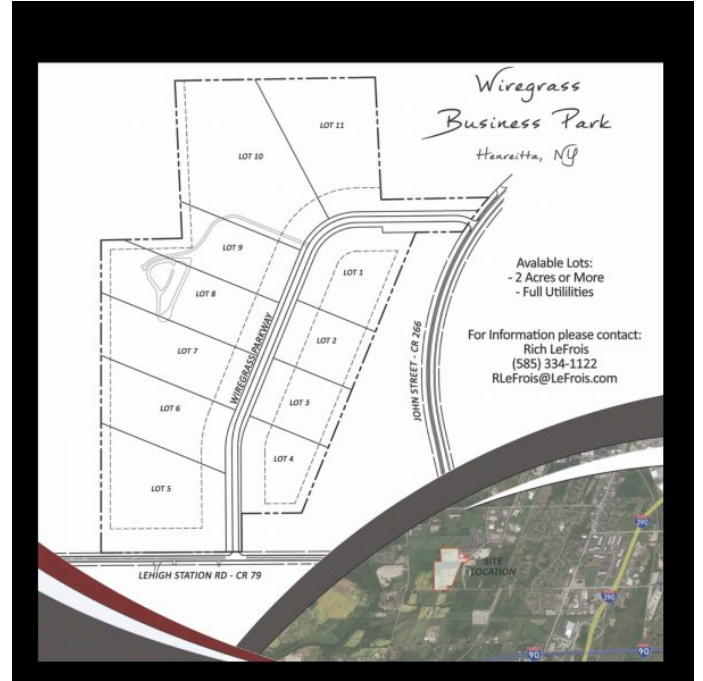 Wiregrass
Business Park
Henreitta, NY
LOT 11
LOT 10
LOT 9
LOT 8
LOT 7
LOT 6
LOT 5
LOT 1
LOT 2
LOT 3
LOT 4
WIREGRASS PARKWAY
JOHN STREET - CR 266
LEHIGH STATION RD - CR 79
Avalable Lots:
- 2 Acres or More
- Full Utililities
For Information please contact:
Rich LeFrois
(585) 334-1122
RLeFrois@LeFrois.com
SITE
LOCATION
390
390
90
90